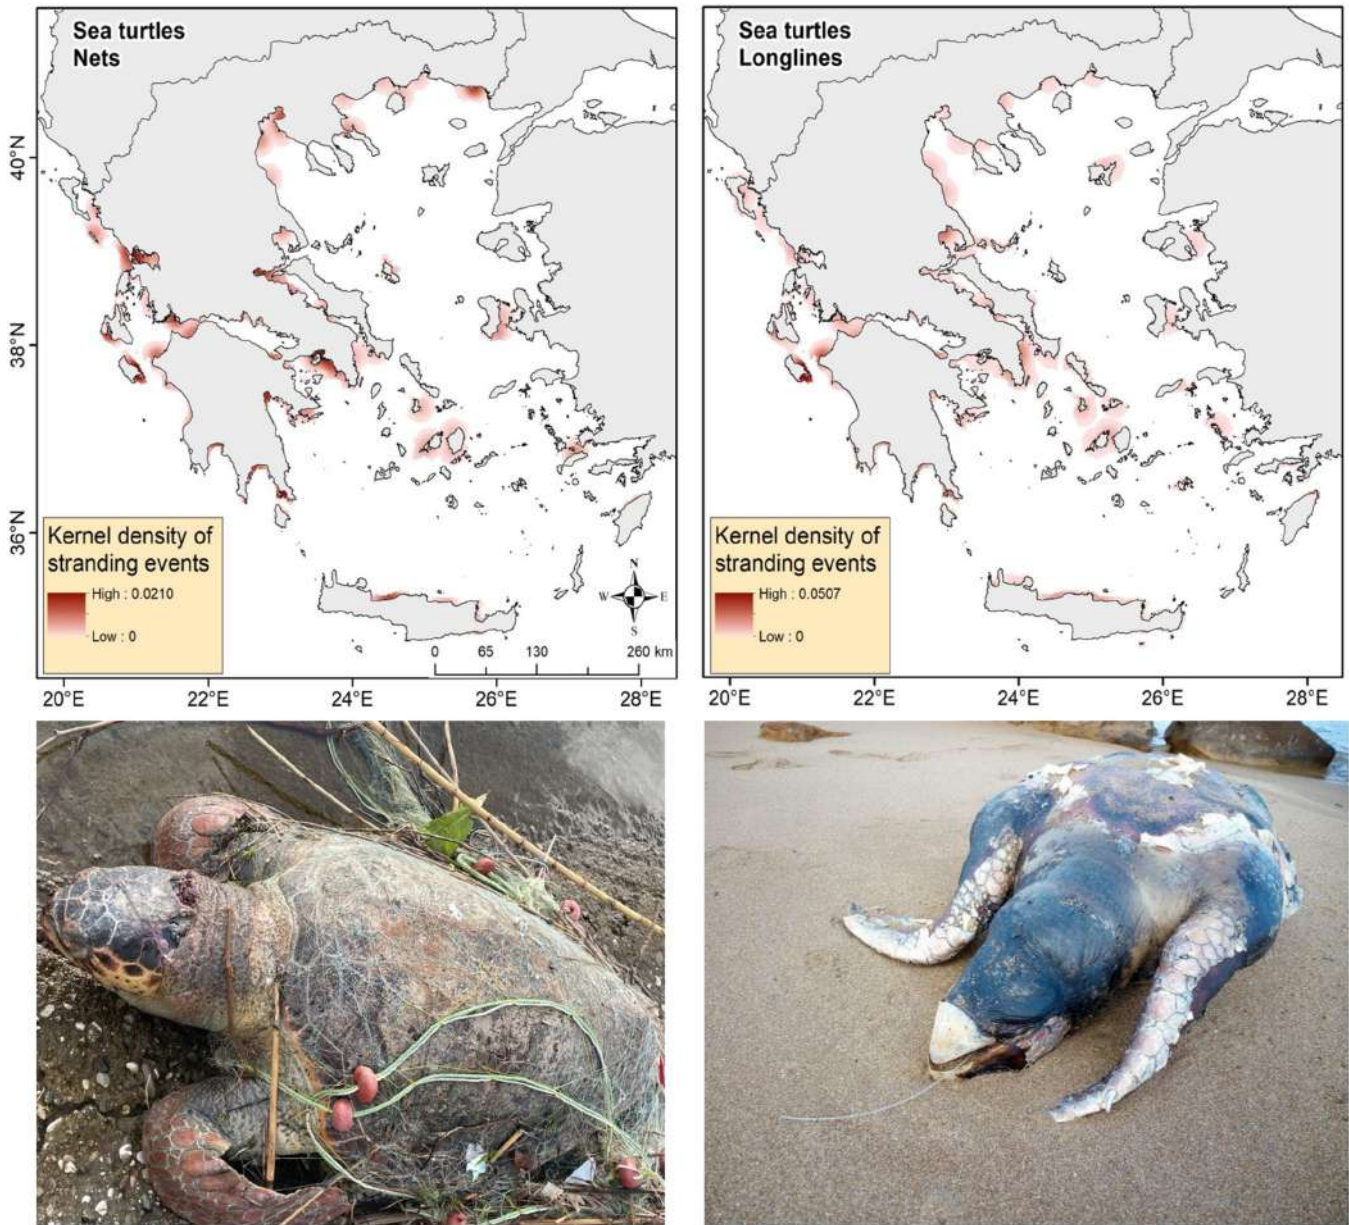 Sea turtles
Nets
40°N
38°N
36°N
Kernel density of
stranding events
High : 0.0210
Low : 0
N
W E
S
0 65 130 260 km
20°E 22°E 24°E 26°E 28°E
Sea turtles
Longlines
Kernel density of
stranding events
High : 0.0507
Low : 0
20°E 22°E 24°E 26°E 28°E